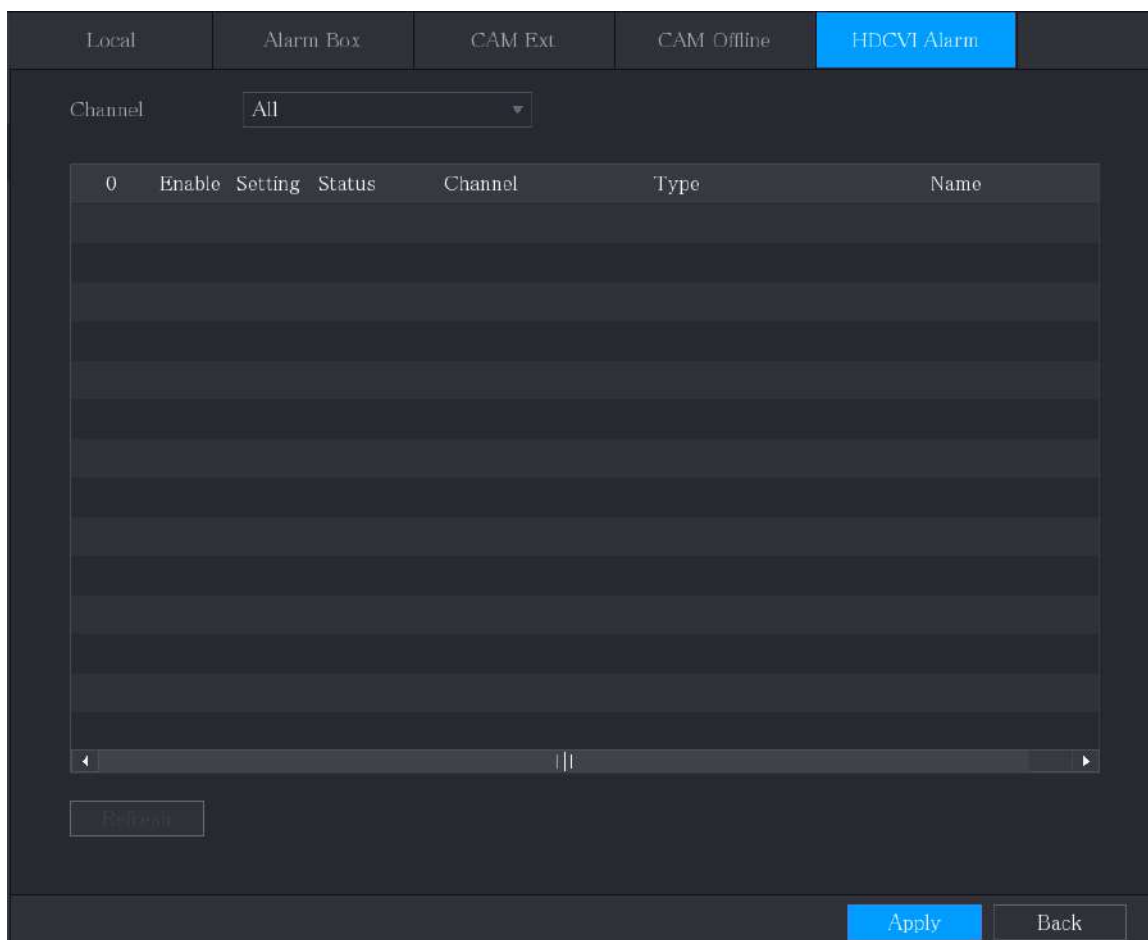 Local Alarm Box CAM Ext CAM Offline HDCVI Alarm
Channel All
0 Enable Setting Status Channel Type Name
Refresh
Apply Back